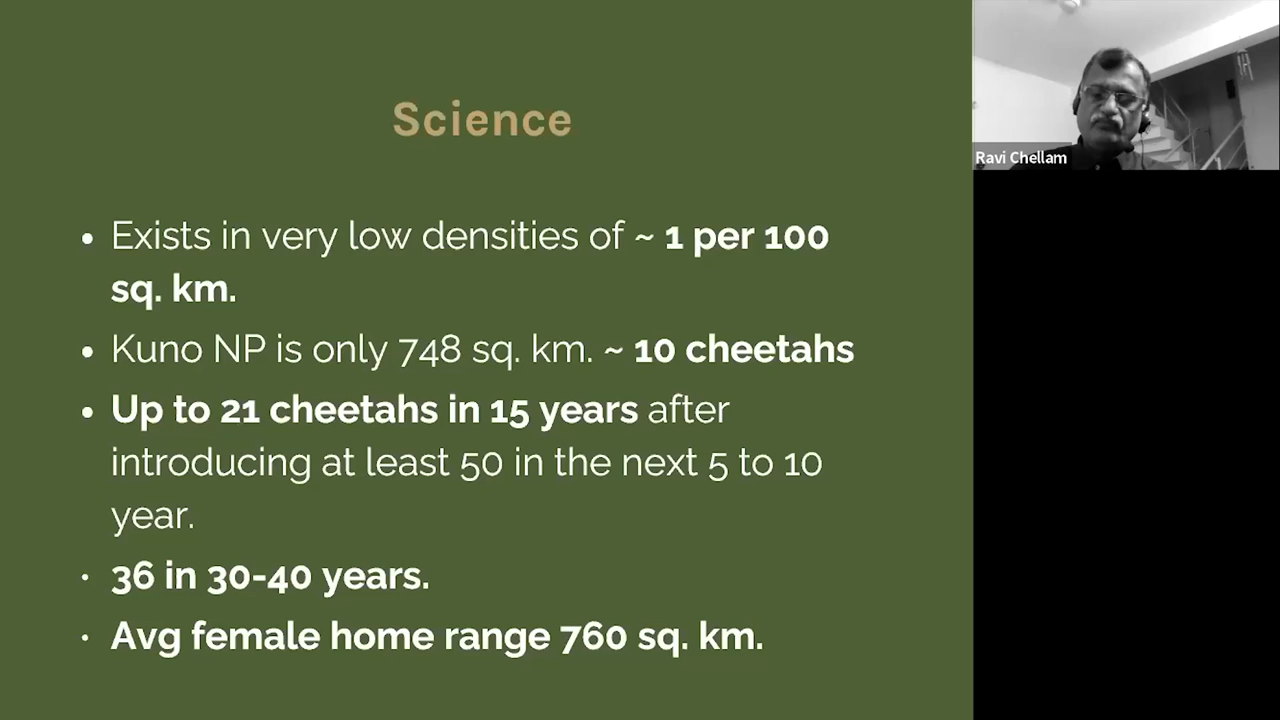 Science
• Exists in very low densities of ~ 1 per 100
sq. km.
• Kuno NP is only 748 sq. km. ~ 10 cheetahs
• Up to 21 cheetahs in 15 years after
introducing at least 50 in the next 5 to 10
year.
• 36 in 30-40 years.
• Avg female home range 760 sq. km.
Ravi Chellam